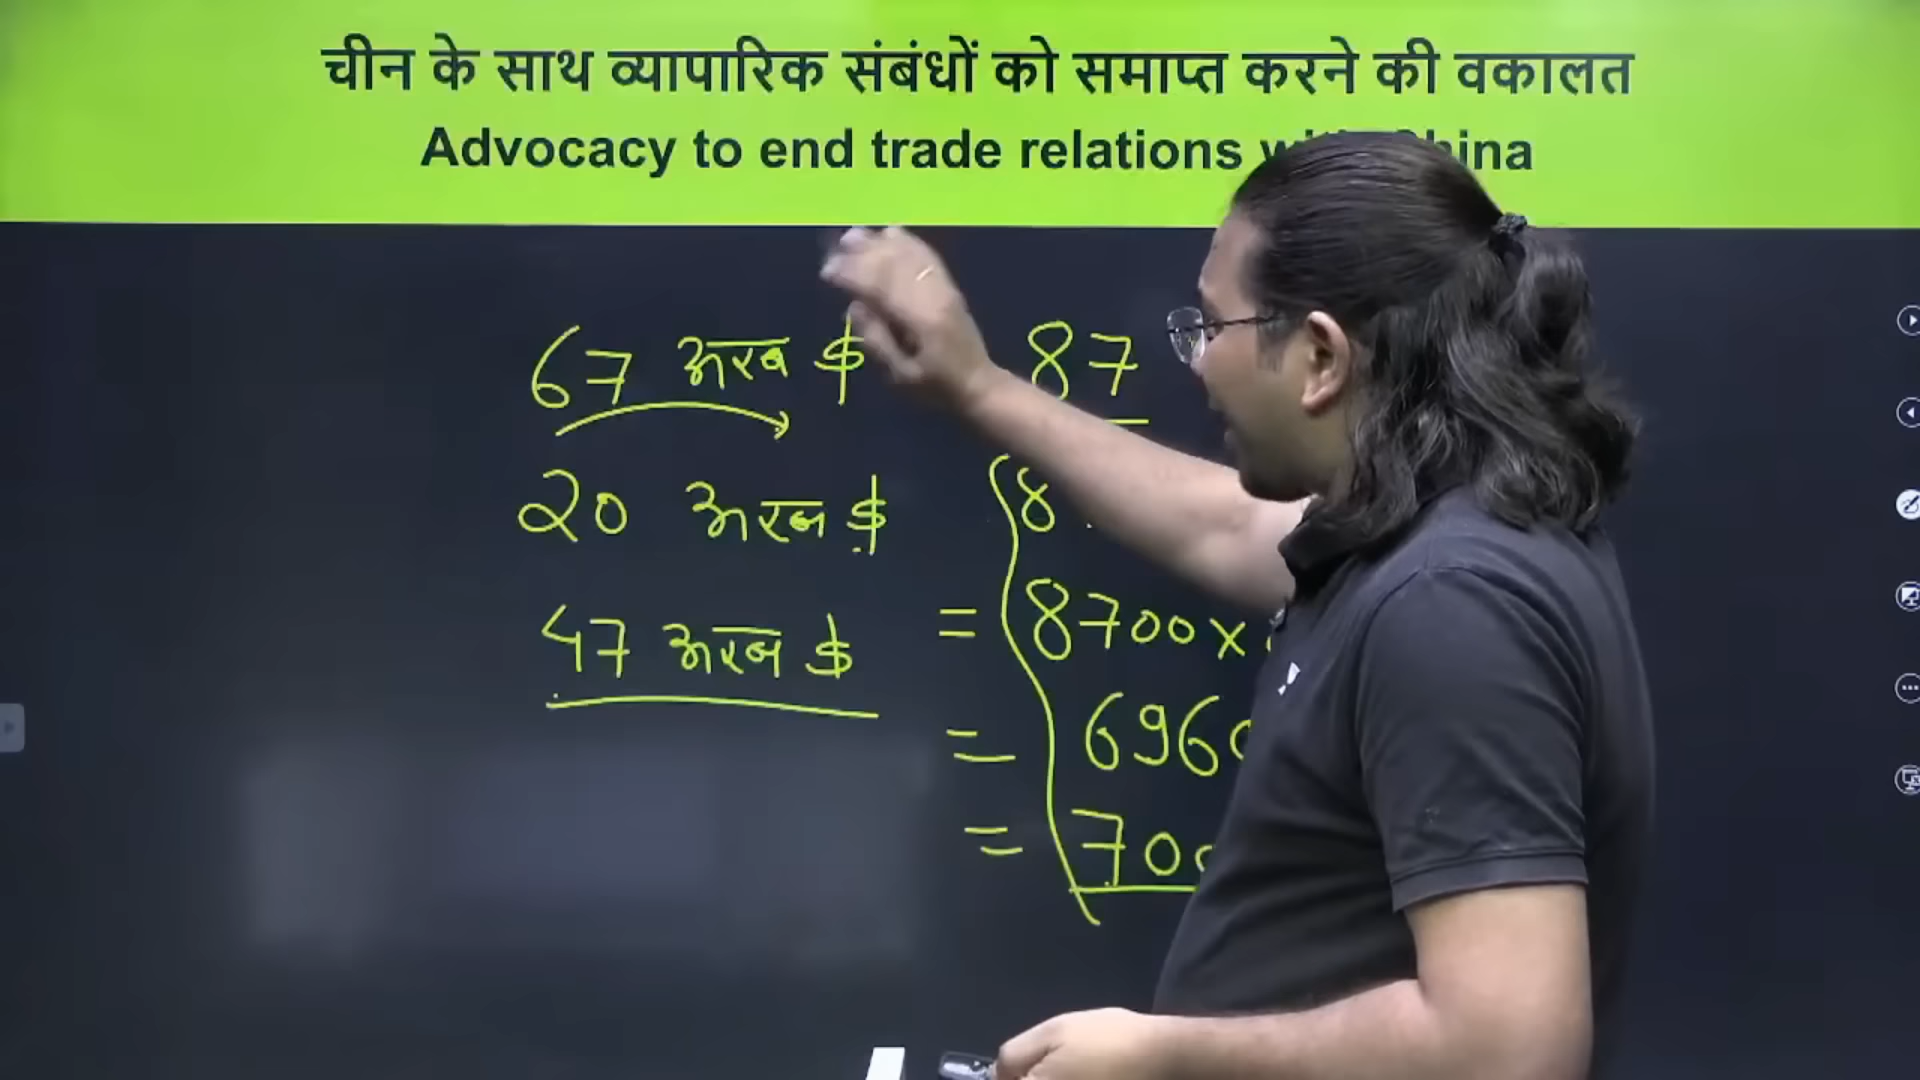 चीन के साथ व्यापारिक संबंधों को समाप्त करने की वकालत
Advocacy to end trade relations
67 अरब $
20 अरब $
47 अरब $
87
8
= 8700 x
= 696
= 700